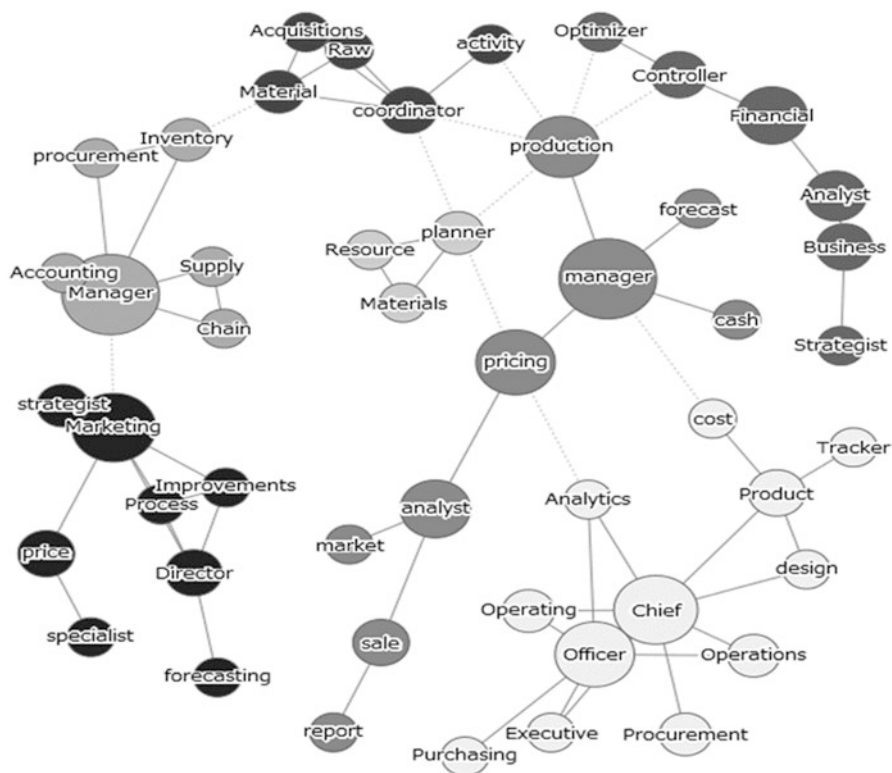 Acquisitions
Raw
activity
Optimizer
Material
coordinator
Controller
Financial
procurement
Inventory
production
Analyst
forecast
Resource
planner
Business
Accounting
Manager
Supply
manager
Materials
Chain
cash
pricing
Strategist
strategist
Marketing
cost
Tracker
Improvements
Process
Analytics
Product
analyst
market
price
Director
design
Operating
Chief
specialist
sale
Officer
Operations
forecasting
report
Purchasing
Executive
Procurement